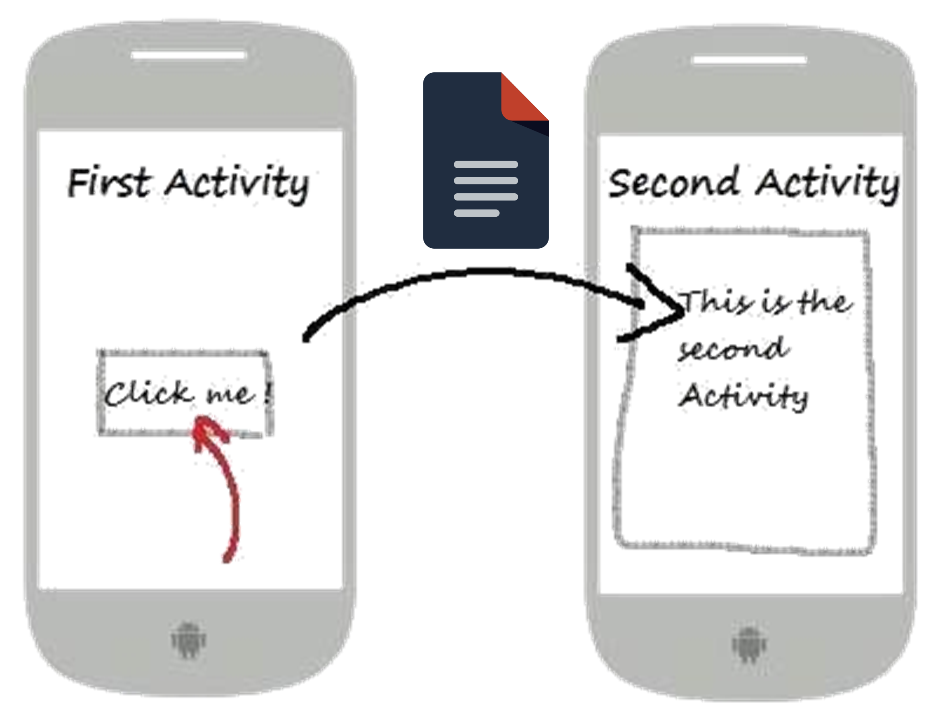 First Activity
Click me !
Second Activity
This is the
second
Activity